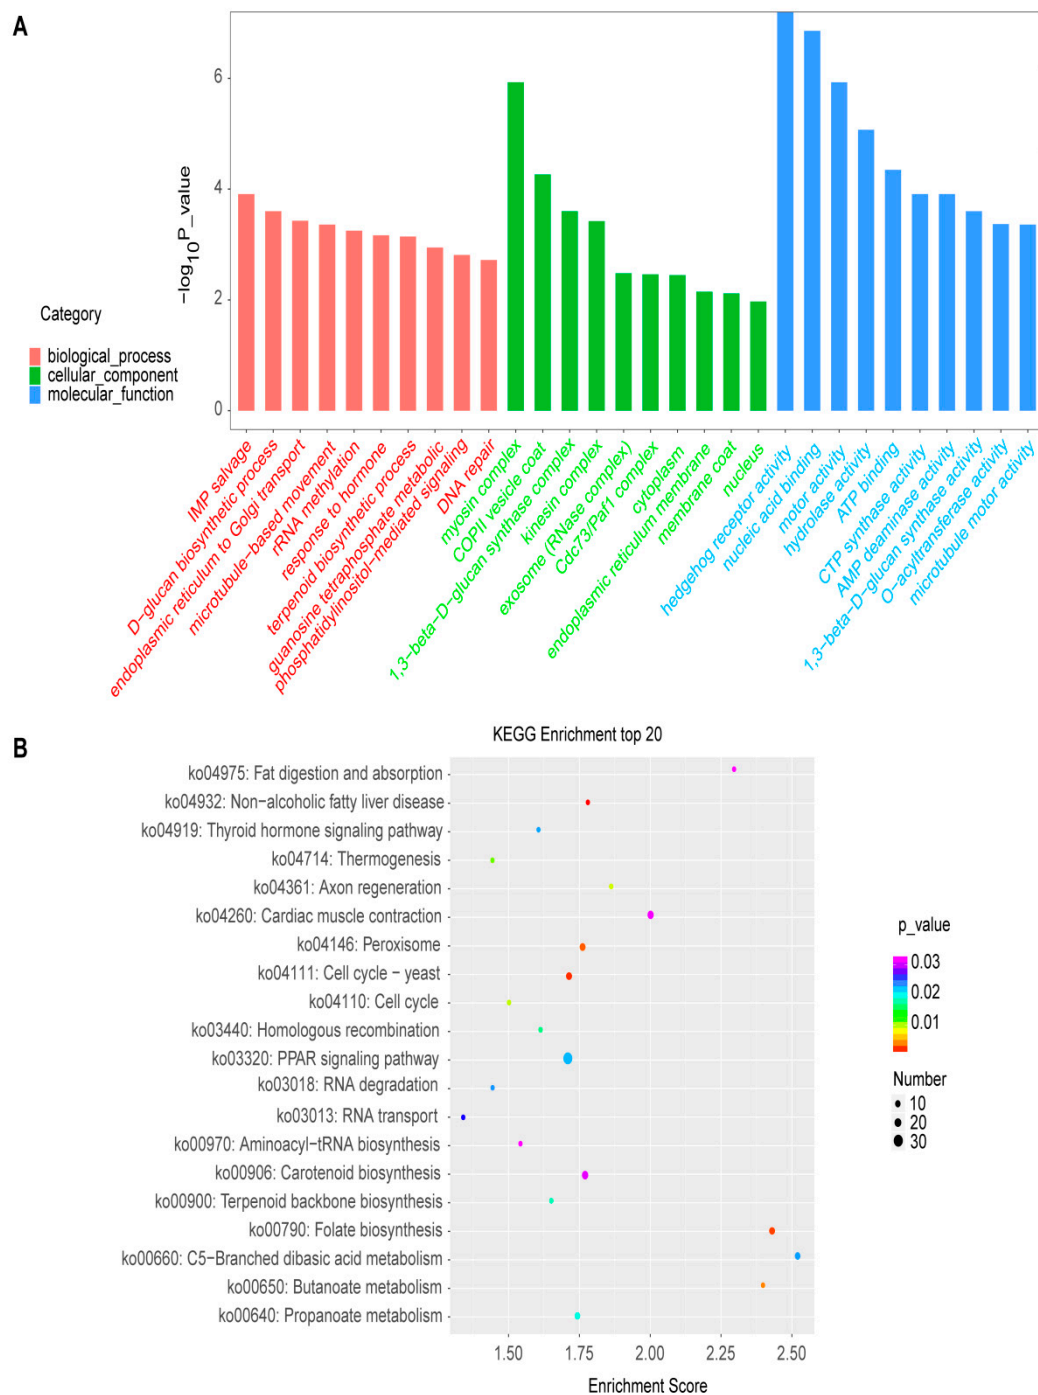 A
-log10P_value
6
4
2
0
Category
biological_process
cellular_component
molecular_function
IMP salvage
D-glucan biosynthetic process
endoplasmic reticulum to Golgi transport
microtubule-based movement
rRNA methylation
response to hormone
terpenoid biosynthetic process
guanosine tetraphosphate metabolic
phosphatidylinositol-mediated signaling
DNA repair
myosin complex
COPII vesicle coat
1,3-beta-D-glucan synthase complex
kinesin complex
exosome (RNase complex)
Cdc73/Paf1 complex
cytoplasm
endoplasmic reticulum membrane
membrane coat
nucleus
hedgehog receptor activity
nucleic acid binding
motor activity
hydrolase activity
ATP binding
CTP synthase activity
AMP deaminase activity
1,3-beta-D-glucan synthase activity
O-acyltransferase activity
microtubule motor activity
B
KEGG Enrichment top 20
ko04975: Fat digestion and absorption
ko04932: Non-alcoholic fatty liver disease
ko04919: Thyroid hormone signaling pathway
ko04714: Thermogenesis
ko04361: Axon regeneration
ko04260: Cardiac muscle contraction
ko04146: Peroxisome
ko04111: Cell cycle - yeast
ko04110: Cell cycle
ko03440: Homologous recombination
ko03320: PPAR signaling pathway
ko03018: RNA degradation
ko03013: RNA transport
ko00970: Aminoacyl-tRNA biosynthesis
ko00906: Carotenoid biosynthesis
ko00900: Terpenoid backbone biosynthesis
ko00790: Folate biosynthesis
ko00660: C5-Branched dibasic acid metabolism
ko00650: Butanoate metabolism
ko00640: Propanoate metabolism
1.50 1.75 2.00 2.25 2.50
Enrichment Score
p_value
0.03
0.02
0.01
Number
10
20
30